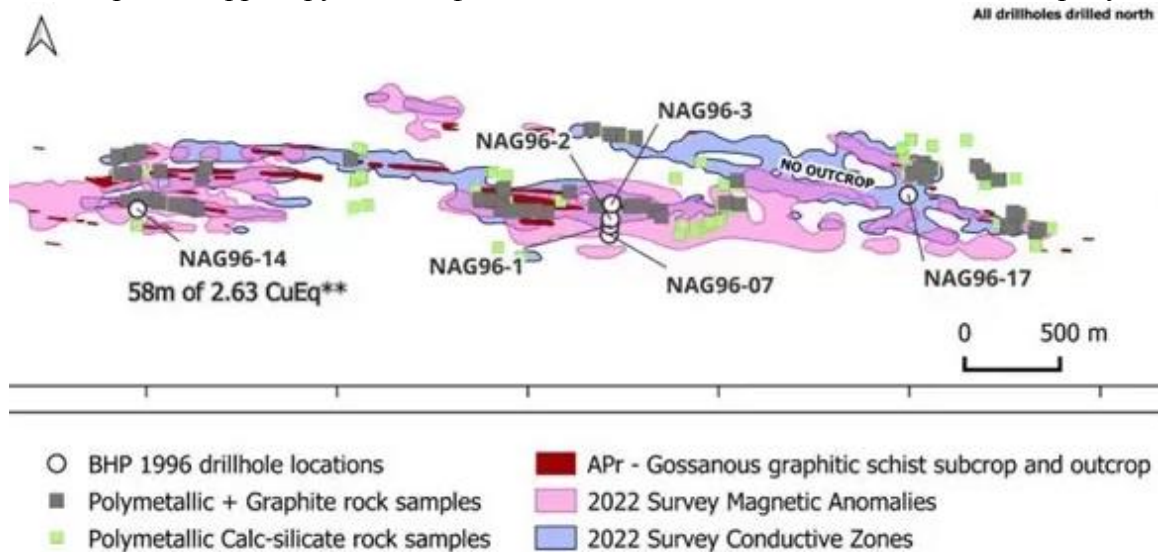 All drillholes drilled north
NAG96-3
NAG96-2
NO OUTCROP
NAG96-14
NAG96-1
NAG96-07
NAG96-17
58m of 2.63 CuEq**
0 500 m
BHP 1996 drillhole locations
Polymetallic + Graphite rock samples
Polymetallic Calc-silicate rock samples
APr - Gossanous graphitic schist subcrop and outcrop
2022 Survey Magnetic Anomalies
2022 Survey Conductive Zones